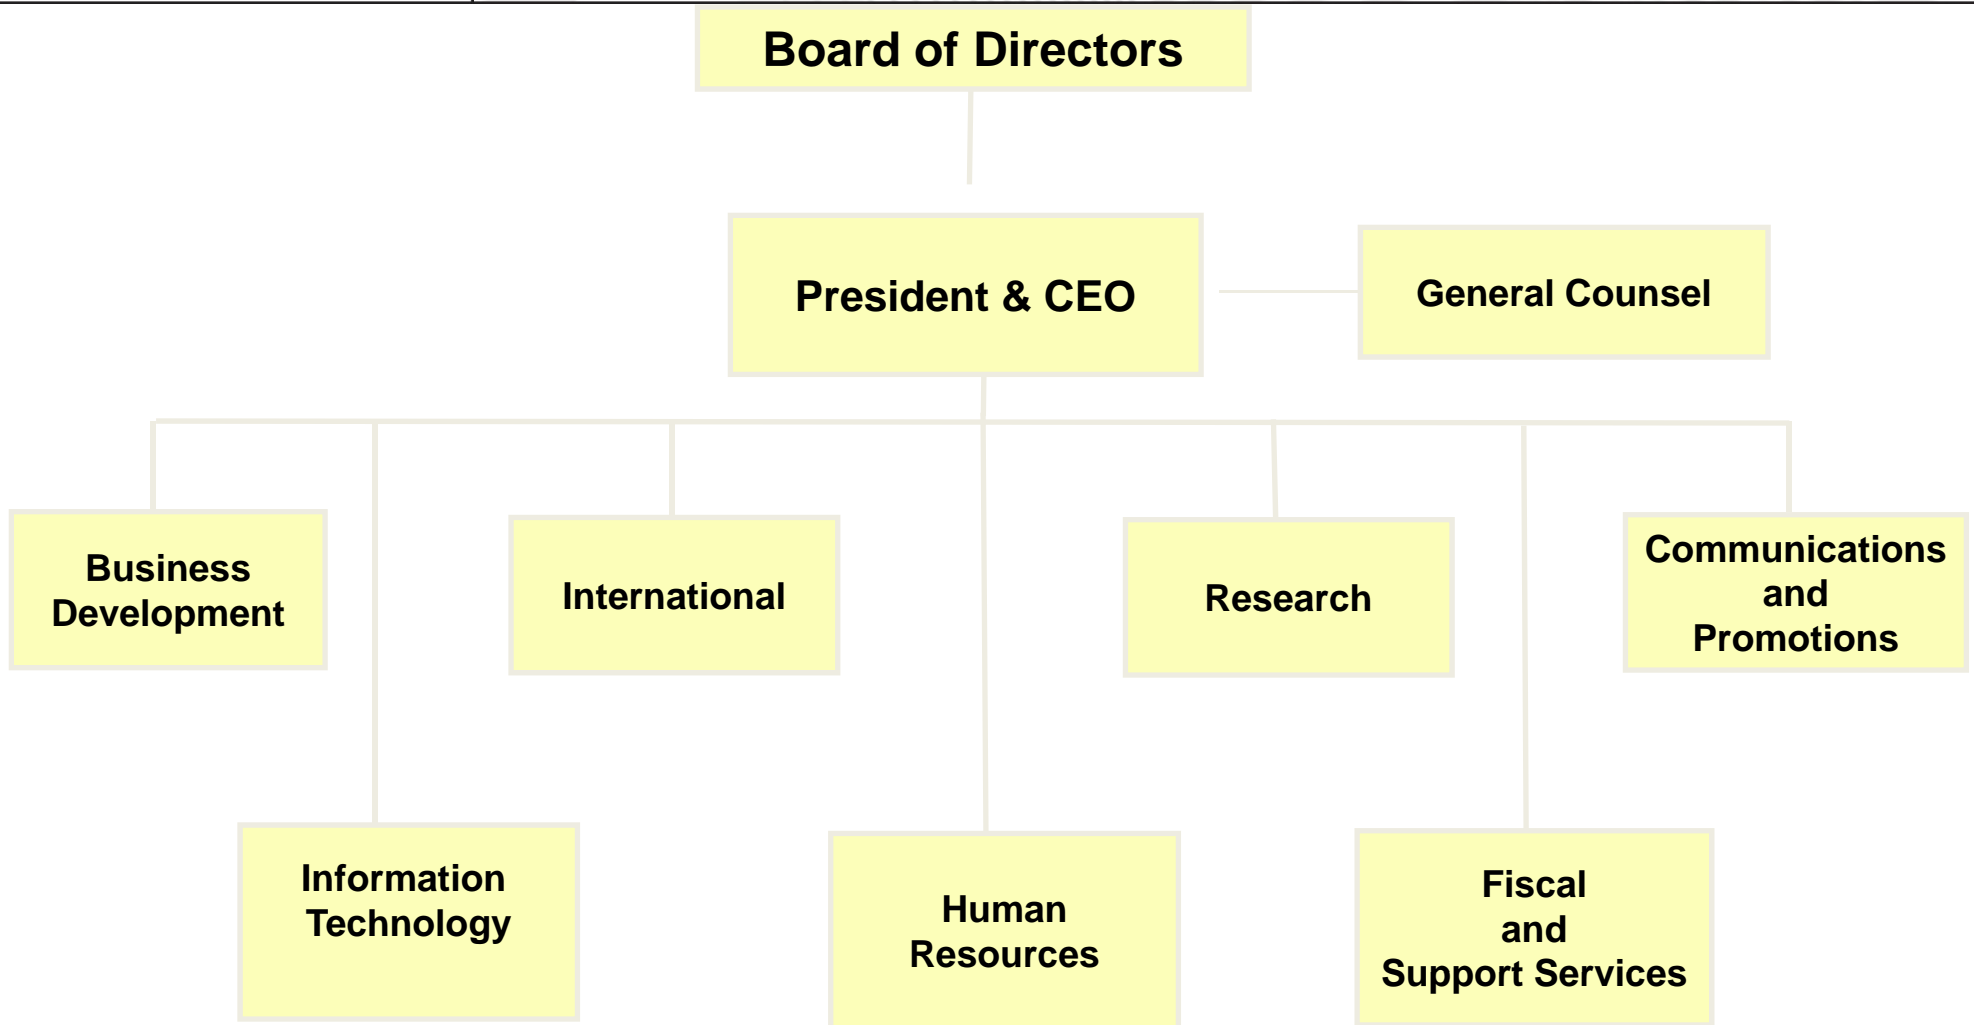 Board of Directors
President & CEO
General Counsel
Business
Development
International
Research
Communications
and
Promotions
Information
Technology
Human
Resources
Fiscal
and
Support Services